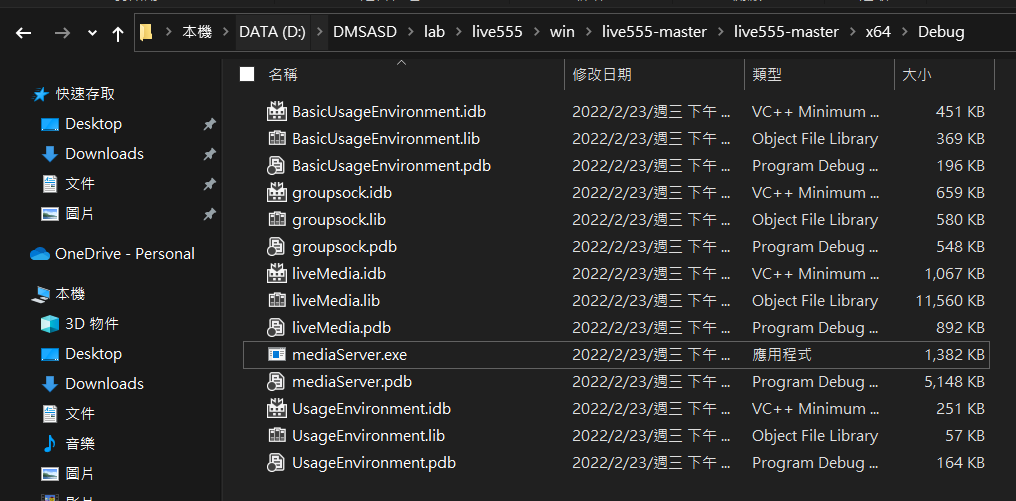 本機 > DATA (D:) > DMSASD > lab > live555 > win > live555-master > live555-master > x64 > Debug
名稱 修改日期 類型 大小
快速存取
Desktop
Downloads
文件
圖片
OneDrive - Personal
本機
3D 物件
Desktop
Downloads
文件
音樂
圖片
BasicUsageEnvironment.idb 2022/2/23/週三 下午 ... VC++ Minimum ... 451 KB
BasicUsageEnvironment.lib 2022/2/23/週三 下午 ... Object File Library 369 KB
BasicUsageEnvironment.pdb 2022/2/23/週三 下午 ... Program Debug ... 196 KB
groupsock.idb 2022/2/23/週三 下午 ... VC++ Minimum ... 659 KB
groupsock.lib 2022/2/23/週三 下午 ... Object File Library 580 KB
groupsock.pdb 2022/2/23/週三 下午 ... Program Debug ... 548 KB
liveMedia.idb 2022/2/23/週三 下午 ... VC++ Minimum ... 1,067 KB
liveMedia.lib 2022/2/23/週三 下午 ... Object File Library 11,560 KB
liveMedia.pdb 2022/2/23/週三 下午 ... Program Debug ... 892 KB
mediaServer.exe 2022/2/23/週三 下午 ... 應用程式 1,382 KB
mediaServer.pdb 2022/2/23/週三 下午 ... Program Debug ... 5,148 KB
UsageEnvironment.idb 2022/2/23/週三 下午 ... VC++ Minimum ... 251 KB
UsageEnvironment.lib 2022/2/23/週三 下午 ... Object File Library 57 KB
UsageEnvironment.pdb 2022/2/23/週三 下午 ... Program Debug ... 164 KB